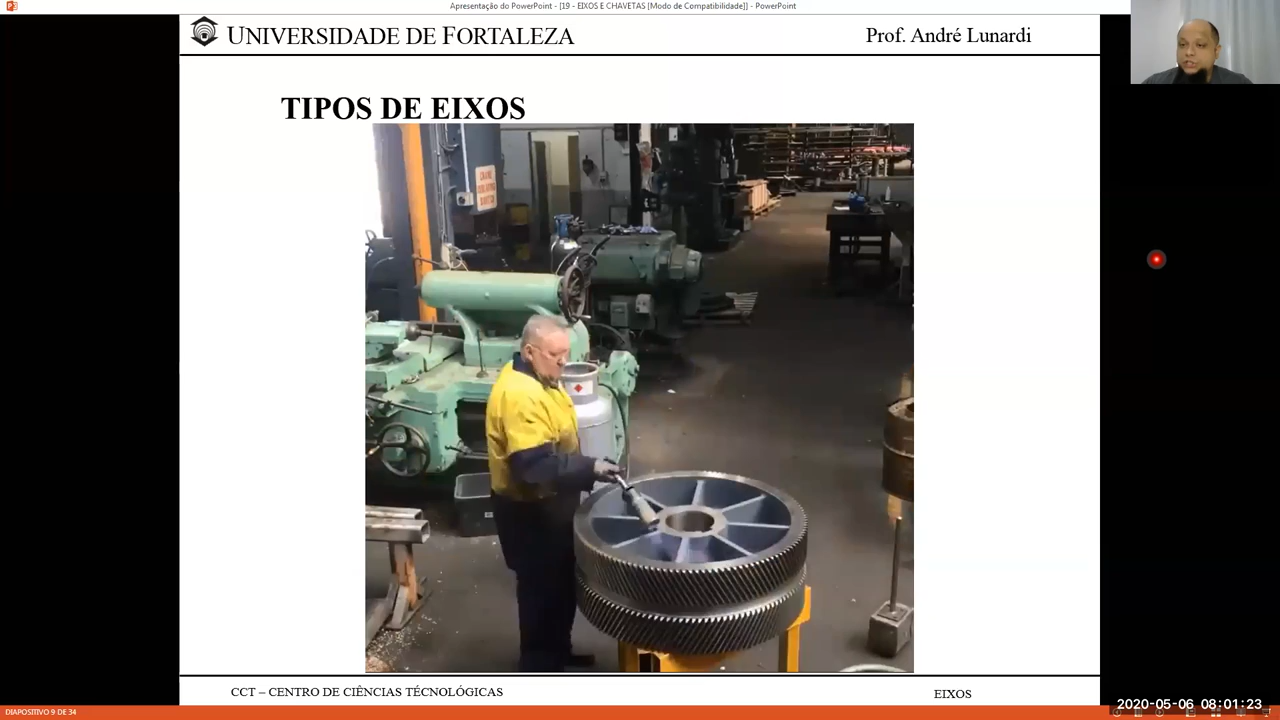 Apresentação do PowerPoint - [19 - EIXOS E CHAVETAS [Modo de Compatibilidade]] - PowerPoint
UNIVERSIDADE DE FORTALEZA
Prof. André Lunardi
TIPOS DE EIXOS
CCT – CENTRO DE CIÊNCIAS TÉCNOLÓGICAS
EIXOS
2020-05-06 08:01:23
DIAPOSITIVO 9 DE 34